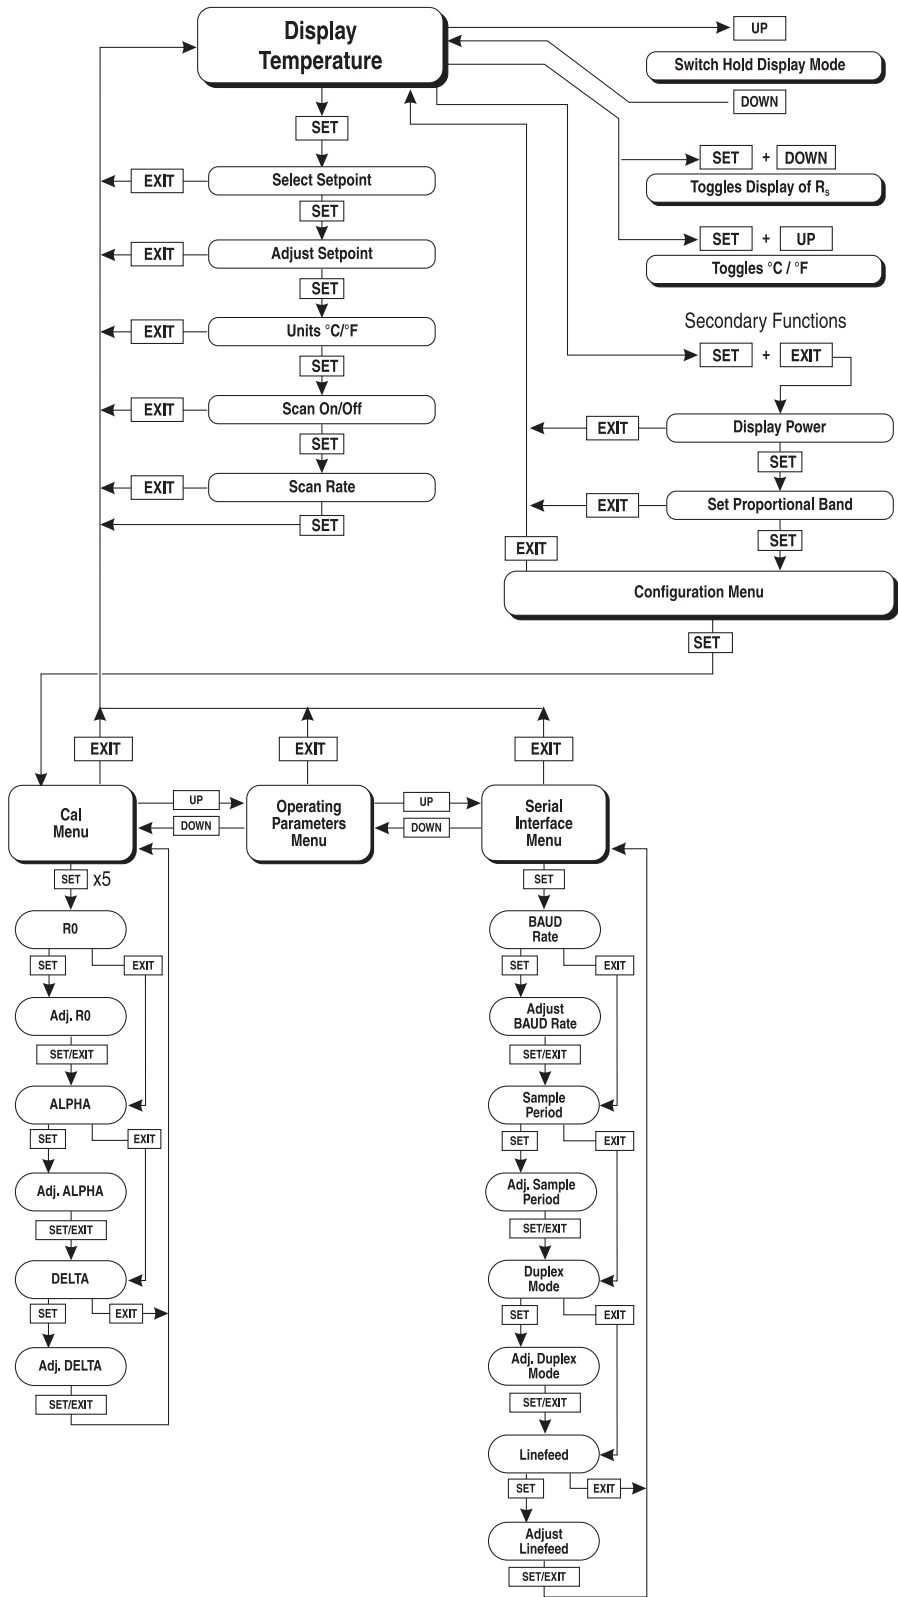 Display
Temperature
UP
Switch Hold Display Mode
DOWN
SET
SET + DOWN
Toggles Display of Rs
EXIT
Select Setpoint
SET
SET + UP
Toggles °C / °F
EXIT
Adjust Setpoint
SET
Secondary Functions
EXIT
Units °C/°F
SET + EXIT
SET
EXIT
Scan On/Off
EXIT
Display Power
SET
SET
EXIT
Scan Rate
EXIT
Set Proportional Band
SET
SET
EXIT
Configuration Menu
SET
EXIT
EXIT
EXIT
Cal
Menu
UP
DOWN
Operating
Parameters
Menu
UP
DOWN
Serial
Interface
Menu
SET x5
R0
SET
EXIT
Adj. R0
SET/EXIT
ALPHA
SET
EXIT
Adj. ALPHA
SET/EXIT
DELTA
SET
EXIT
Adj. DELTA
SET/EXIT
SET
BAUD
Rate
SET
EXIT
Adjust
BAUD Rate
SET/EXIT
Sample
Period
SET
EXIT
Adj. Sample
Period
SET/EXIT
Duplex
Mode
SET
EXIT
Adj. Duplex
Mode
SET/EXIT
Linefeed
SET
EXIT
Adjust
Linefeed
SET/EXIT